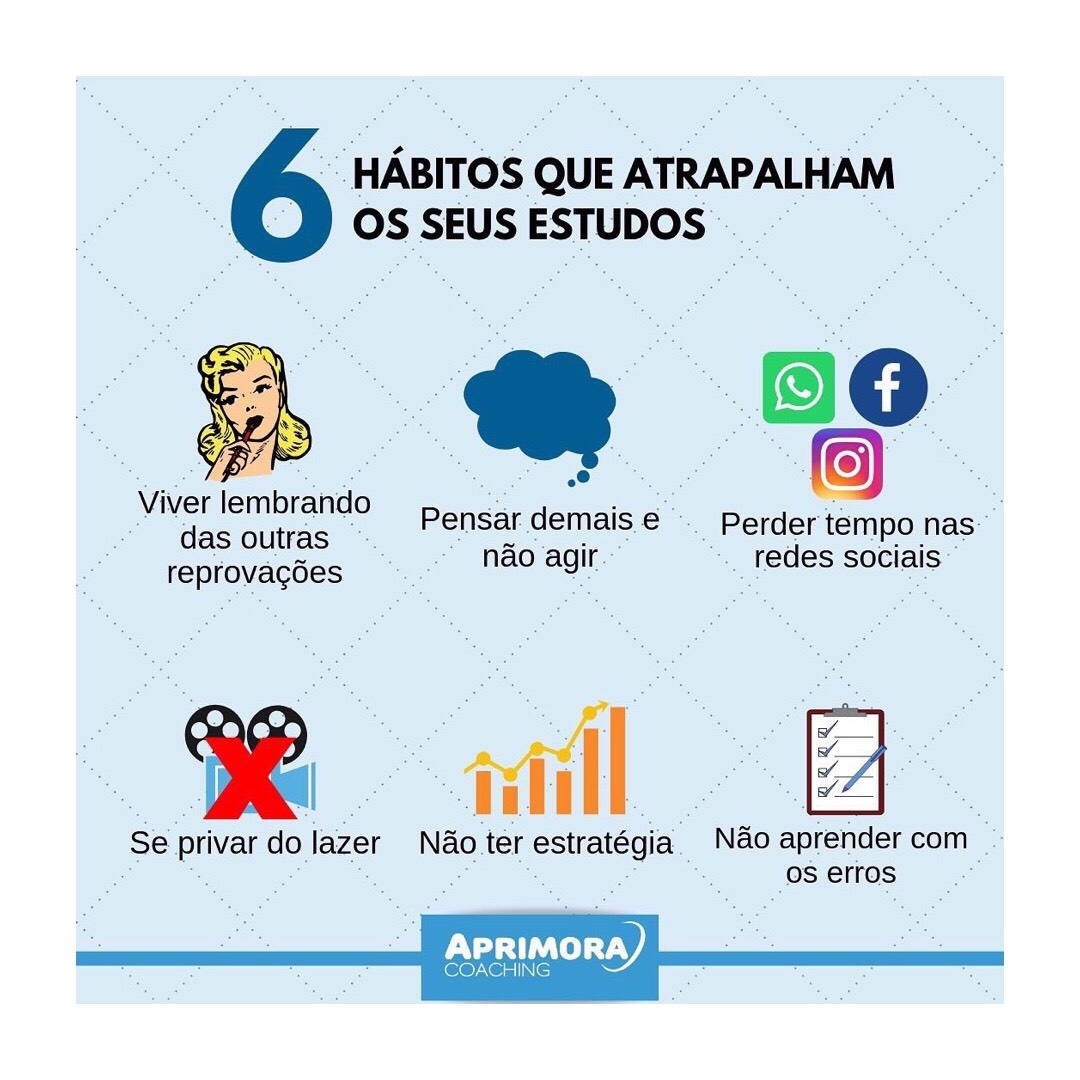 6
HÁBITOS QUE ATRAPALHAM
OS SEUS ESTUDOS
Viver lembrando
das outras
reprovações
Pensar demais e
não agir
Perder tempo nas
redes sociais
Se privar do lazer
Não ter estratégia
Não aprender com
os erros
APRIMORA
COACHING